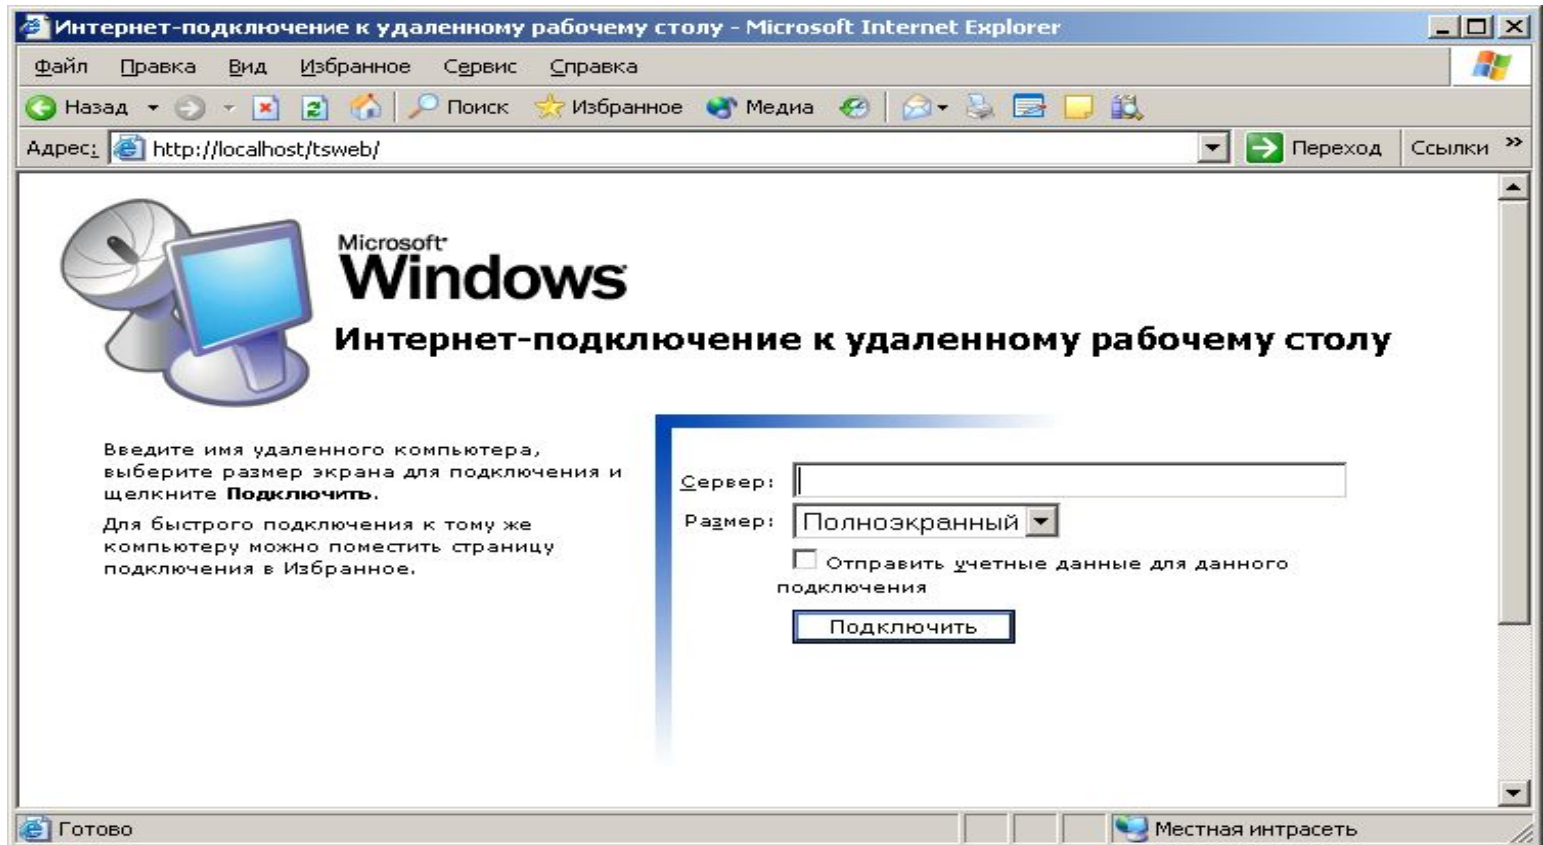 Интернет-подключение к удаленному рабочему столу - Microsoft Internet Explorer
Файл Правка Вид Избранное Сервис Справка
Назад Поиск Избранное Медиа
Адрес: http://localhost/tsweb/ Переход Ссылки »
Microsoft
Windows
Интернет-подключение к удаленному рабочему столу
Введите имя удаленного компьютера,
выберите размер экрана для подключения и
щелкните Подключить.
Для быстрого подключения к тому же
компьютеру можно поместить страницу
подключения в Избранное.
Сервер:
Размер: Полноэкранный
Отправить учетные данные для данного
подключения
Подключить
Готово Местная интрасеть